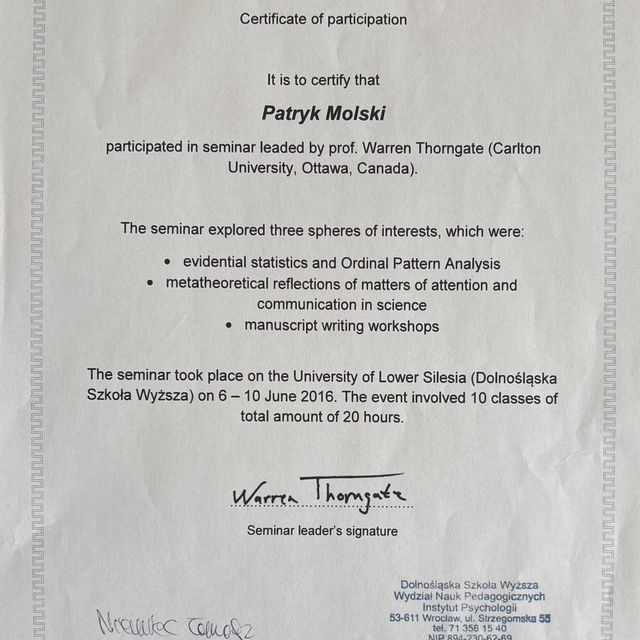 Certificate of participation
It is to certify that
Patryk Molski
participated in seminar leaded by prof. Warren Thorngate (Carlton
University, Ottawa, Canada).
The seminar explored three spheres of interests, which were:
• evidential statistics and Ordinal Pattern Analysis
• metatheoretical reflections of matters of attention and
communication in science
• manuscript writing workshops
The seminar took place on the University of Lower Silesia (Dolnośląska
Szkoła Wyższa) on 6 – 10 June 2016. The event involved 10 classes of
total amount of 20 hours.
Warren Thorngate
Seminar leader's signature
Dolnośląska Szkoła Wyższa
Wydział Nauk Pedagogicznych
Instytut Psychologii
53-611 Wrocław, ul. Strzegomska 55
tel. 71 356 15 40
NIP 894-230-62-69